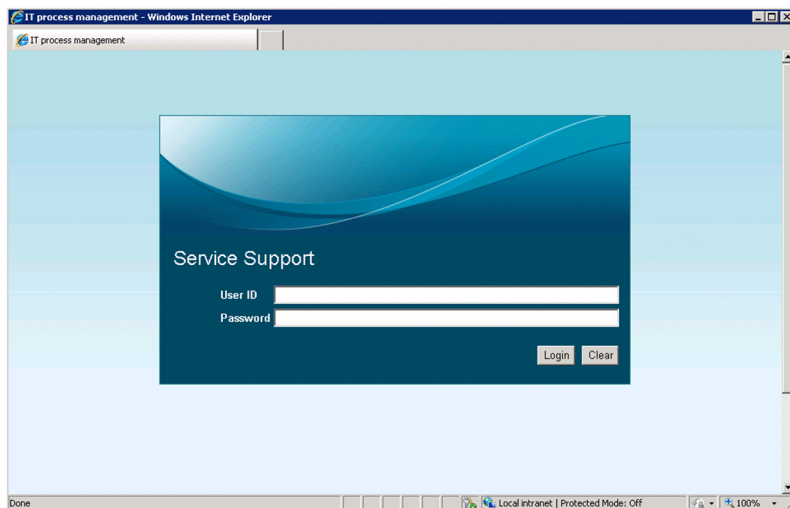 IT process management - Windows Internet Explorer
IT process management
Service Support
User ID
Password
Login Clear
Done Local intranet | Protected Mode: Off 100%